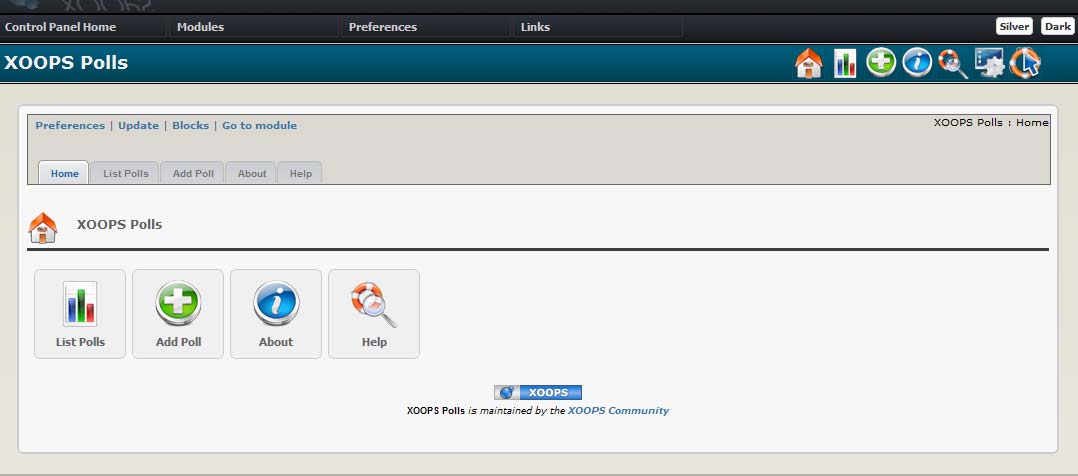 XOOPS
Control Panel Home Modules Preferences Links Silver Dark
XOOPS Polls
Preferences | Update | Blocks | Go to module XOOPS Polls : Home
Home List Polls Add Poll About Help
XOOPS Polls
List Polls Add Poll About Help
XOOPS
XOOPS Polls is maintained by the XOOPS Community